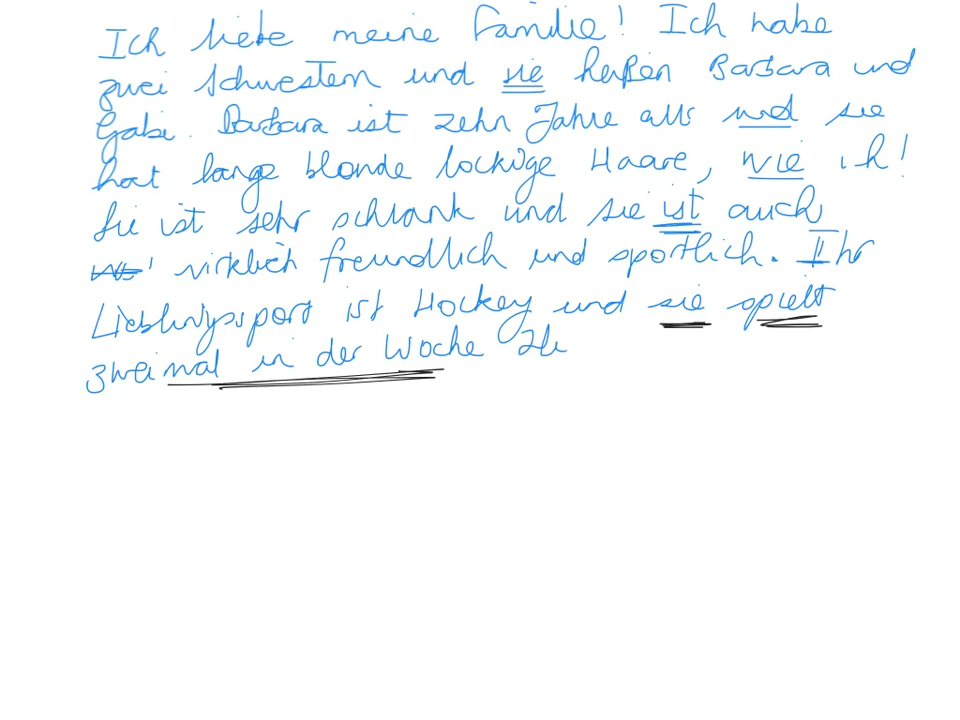 Ich liebe meine Familie! Ich habe
zwei Schwestern und sie heißen Barbara und
Gabi. Barbara ist zehn Jahre alt und sie
hat lange blonde lockige Haare, wie ich!
Sie ist sehr schlank und sie ist auch
wirklich freundlich und sportlich. Ihr
Lieblingssport ist Hockey und sie spielt
zweimal in der Woche